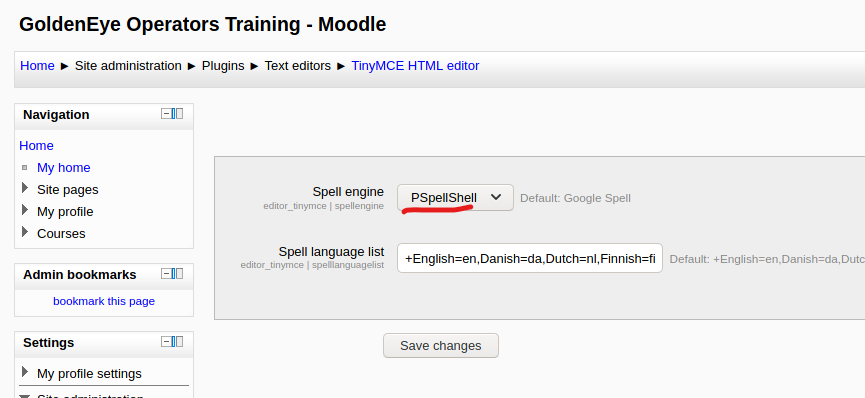 GoldenEye Operators Training - Moodle
Home ► Site administration ► Plugins ► Text editors ► TinyMCE HTML editor
Navigation
Home
My home
Site pages
My profile
Courses
Admin bookmarks
bookmark this page
Settings
My profile settings
Site administration
Spell engine
editor_tinymce | spellengine
PSpellShell
Default: Google Spell
Spell language list
editor_tinymce | spelllanguagelist
+English=en,Danish=da,Dutch=nl,Finnish=fi
Default: +English=en,Danish=da,Dutc
Save changes